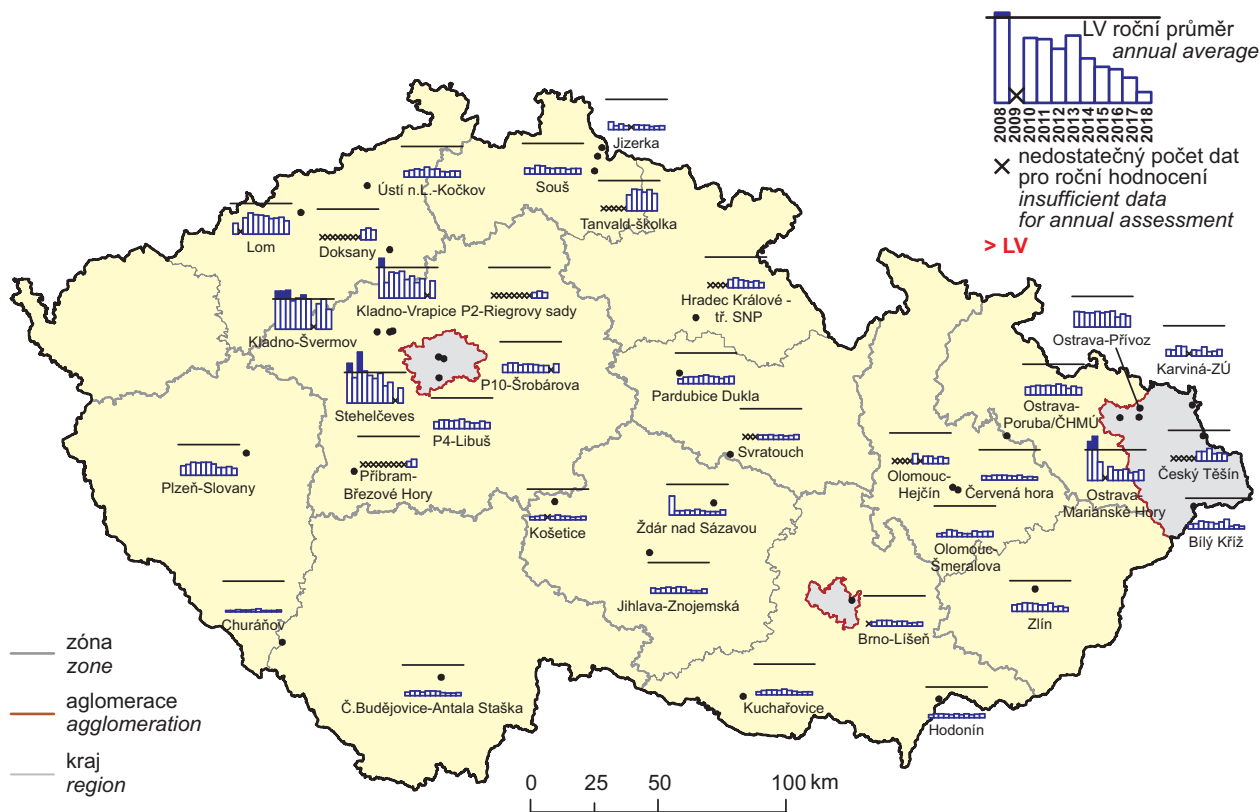 LV roční průměr
annual average
2008
2009
2010
2011
2012
2013
2014
2015
2016
2017
2018
nedostatečný počet dat
pro roční hodnocení
insufficient data
for annual assessment
> LV
Jizerka
Ústí n.L.-Kočkov
Souš
Tanvald-školka
Lom
Doksany
Kladno-Vrapice
P2-Riegrovy sady
Hradec Králové -
tř. SNP
Kladno-Švermov
Ostrava-Přívoz
Karviná-ZÚ
Stehelčeves
P10-Šrobárova
Pardubice Dukla
Ostrava-
Poruba/ČHMÚ
P4-Libuš
Svratouch
Plzeň-Slovany
Příbram-
Březové Hory
Olomouc-
Hejčín
Červená hora
Ostrava-
Mariánské Hory
Český Těšín
Košetice
Ždár nad Sázavou
Bílý Kříž
Olomouc-
Šmeralova
Jihlava-Znojemská
Churáňov
Brno-Líšeň
Zlín
Č.Budějovice-Antala Staška
Kuchařovice
Hodonín
zóna
zone
aglomerace
agglomeration
kraj
region
0 25 50 100 km